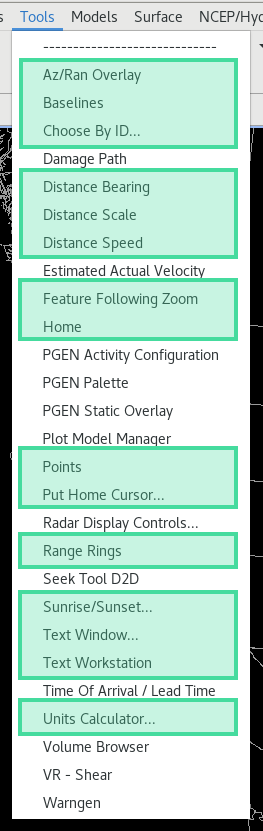 s Tools Models Surface NCEP/Hyd
-----------------------------
Az/Ran Overlay
Baselines
Choose By ID...
Damage Path
Distance Bearing
Distance Scale
Distance Speed
Estimated Actual Velocity
Feature Following Zoom
Home
PGEN Activity Configuration
PGEN Palette
PGEN Static Overlay
Plot Model Manager
Points
Put Home Cursor...
Radar Display Controls...
Range Rings
Seek Tool D2D
Sunrise/Sunset...
Text Window...
Text Workstation
Time Of Arrival / Lead Time
Units Calculator...
Volume Browser
VR - Shear
Warngen